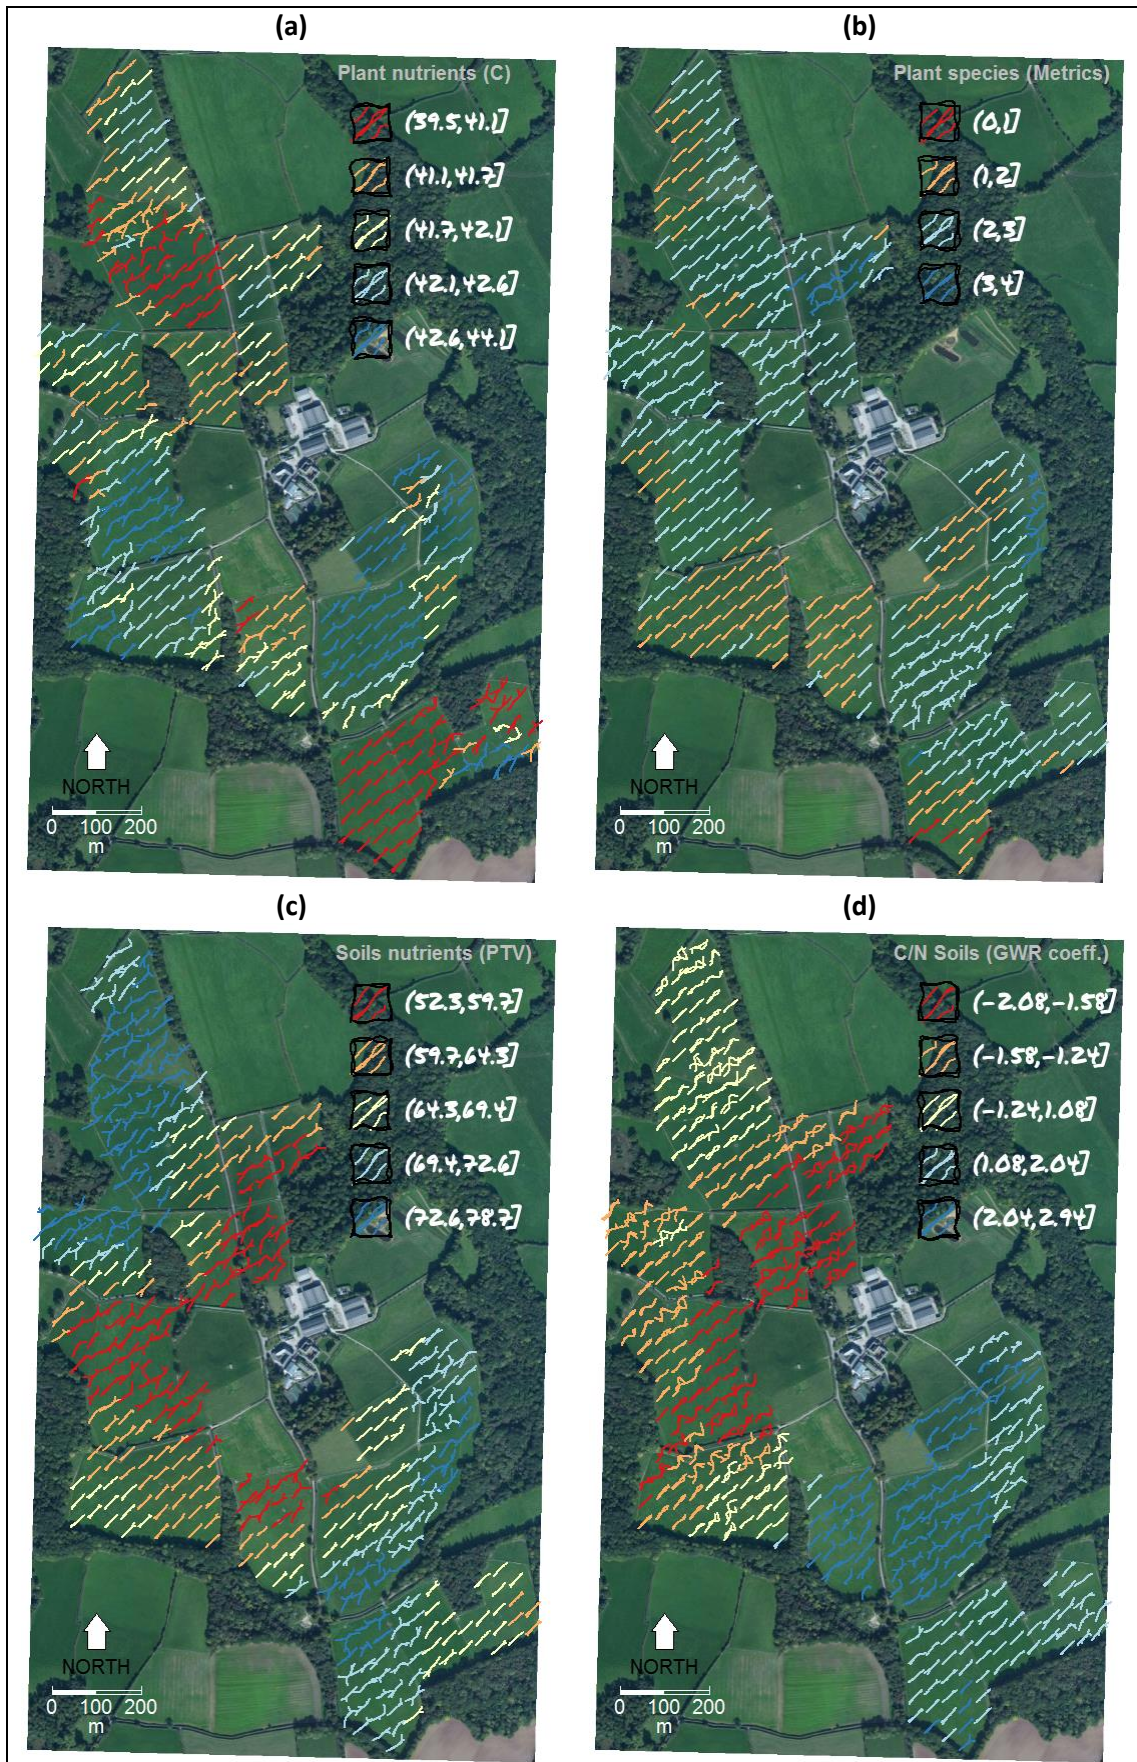 (a)
Plant nutrients (C)
(39.5,41.1]
(41.1,41.7]
(41.7,42.1]
(42.1,42.6]
(42.6,44.1]
NORTH
0 100 200
m
(b)
Plant species (Metrics)
(0,1]
(1,2]
(2,3]
(3,4]
NORTH
0 100 200
m
(c)
Soils nutrients (PTV)
(52.3,59.7]
(59.7,64.3]
(64.3,69.4]
(69.4,72.6]
(72.6,78.7]
NORTH
0 100 200
m
(d)
C/N Soils (GWR coeff.)
(-2.08,-1.58]
(-1.58,-1.24]
(-1.24,1.08]
(1.08,2.04]
(2.04,2.94]
NORTH
0 100 200
m